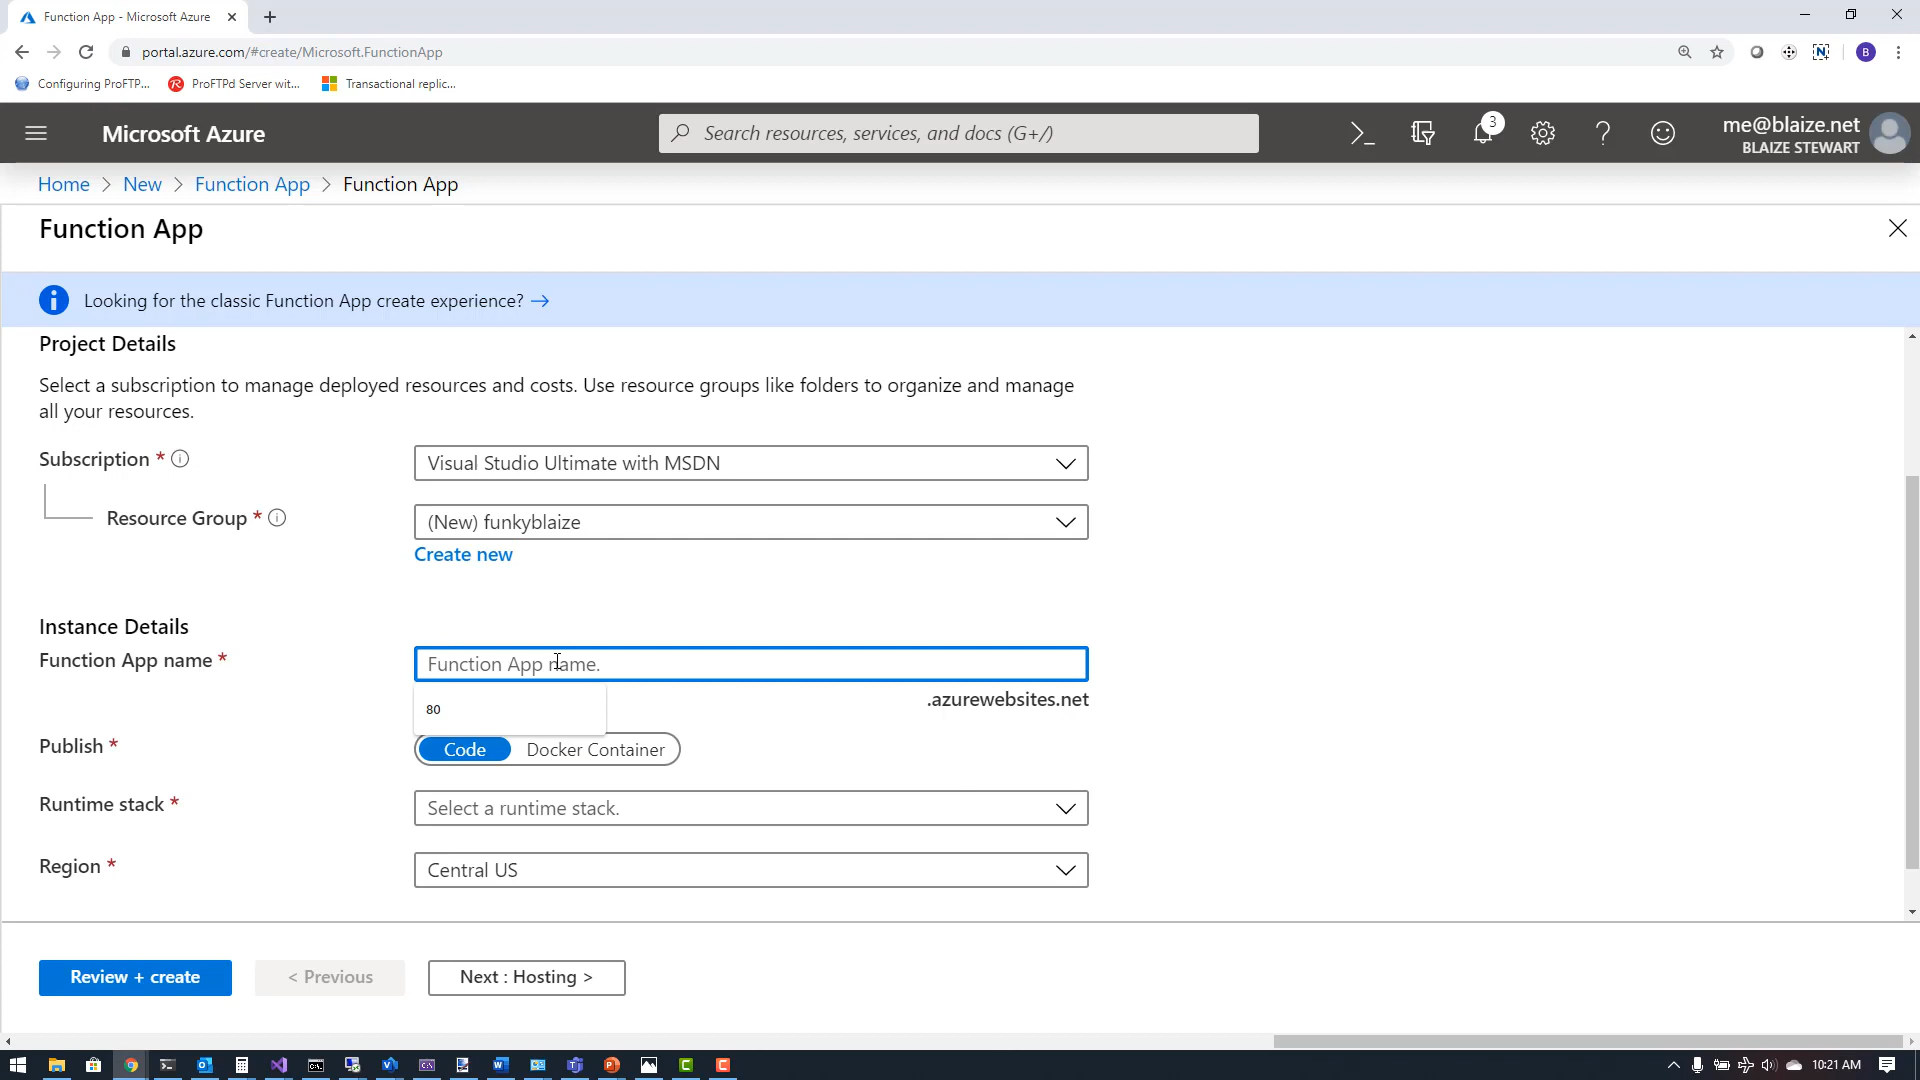 Function App - Microsoft Azure
portal.azure.com/#create/Microsoft.FunctionApp
B
Configuring ProFTP...
ProFTPd Server wit...
Transactional replic...
Microsoft Azure
Search resources, services, and docs (G+/)
3
me@blaize.net
BLAIZE STEWART
Home > New > Function App > Function App
Function App
Looking for the classic Function App create experience? →
Project Details
Select a subscription to manage deployed resources and costs. Use resource groups like folders to organize and manage
all your resources.
Subscription *
Visual Studio Ultimate with MSDN
Resource Group *
(New) funkyblaize
Create new
Instance Details
Function App name *
Function App name.
.azurewebsites.net
80
Publish *
Code
Docker Container
Runtime stack *
Select a runtime stack.
Region *
Central US
Review + create
< Previous
Next : Hosting >
10:21 AM